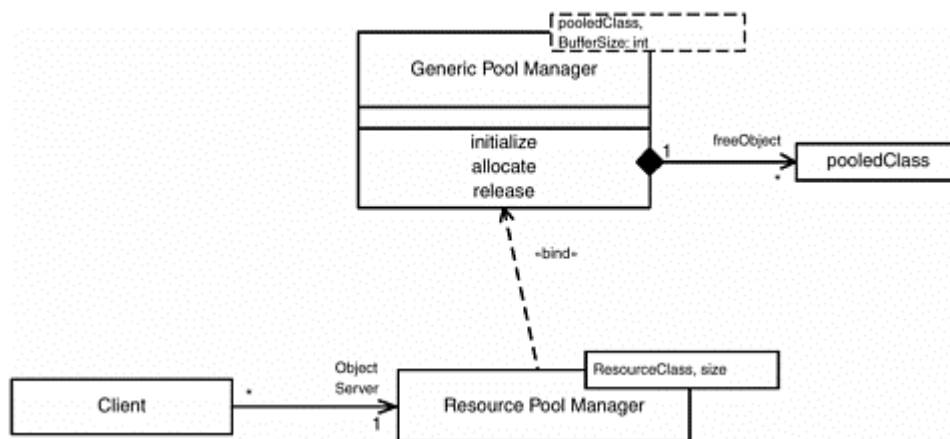 pooledClass,
BufferSize: int
Generic Pool Manager
initialize
allocate
release
1
freeObject
*
pooledClass
«bind»
Client
*
Object
Server
1
ResourceClass, size
Resource Pool Manager